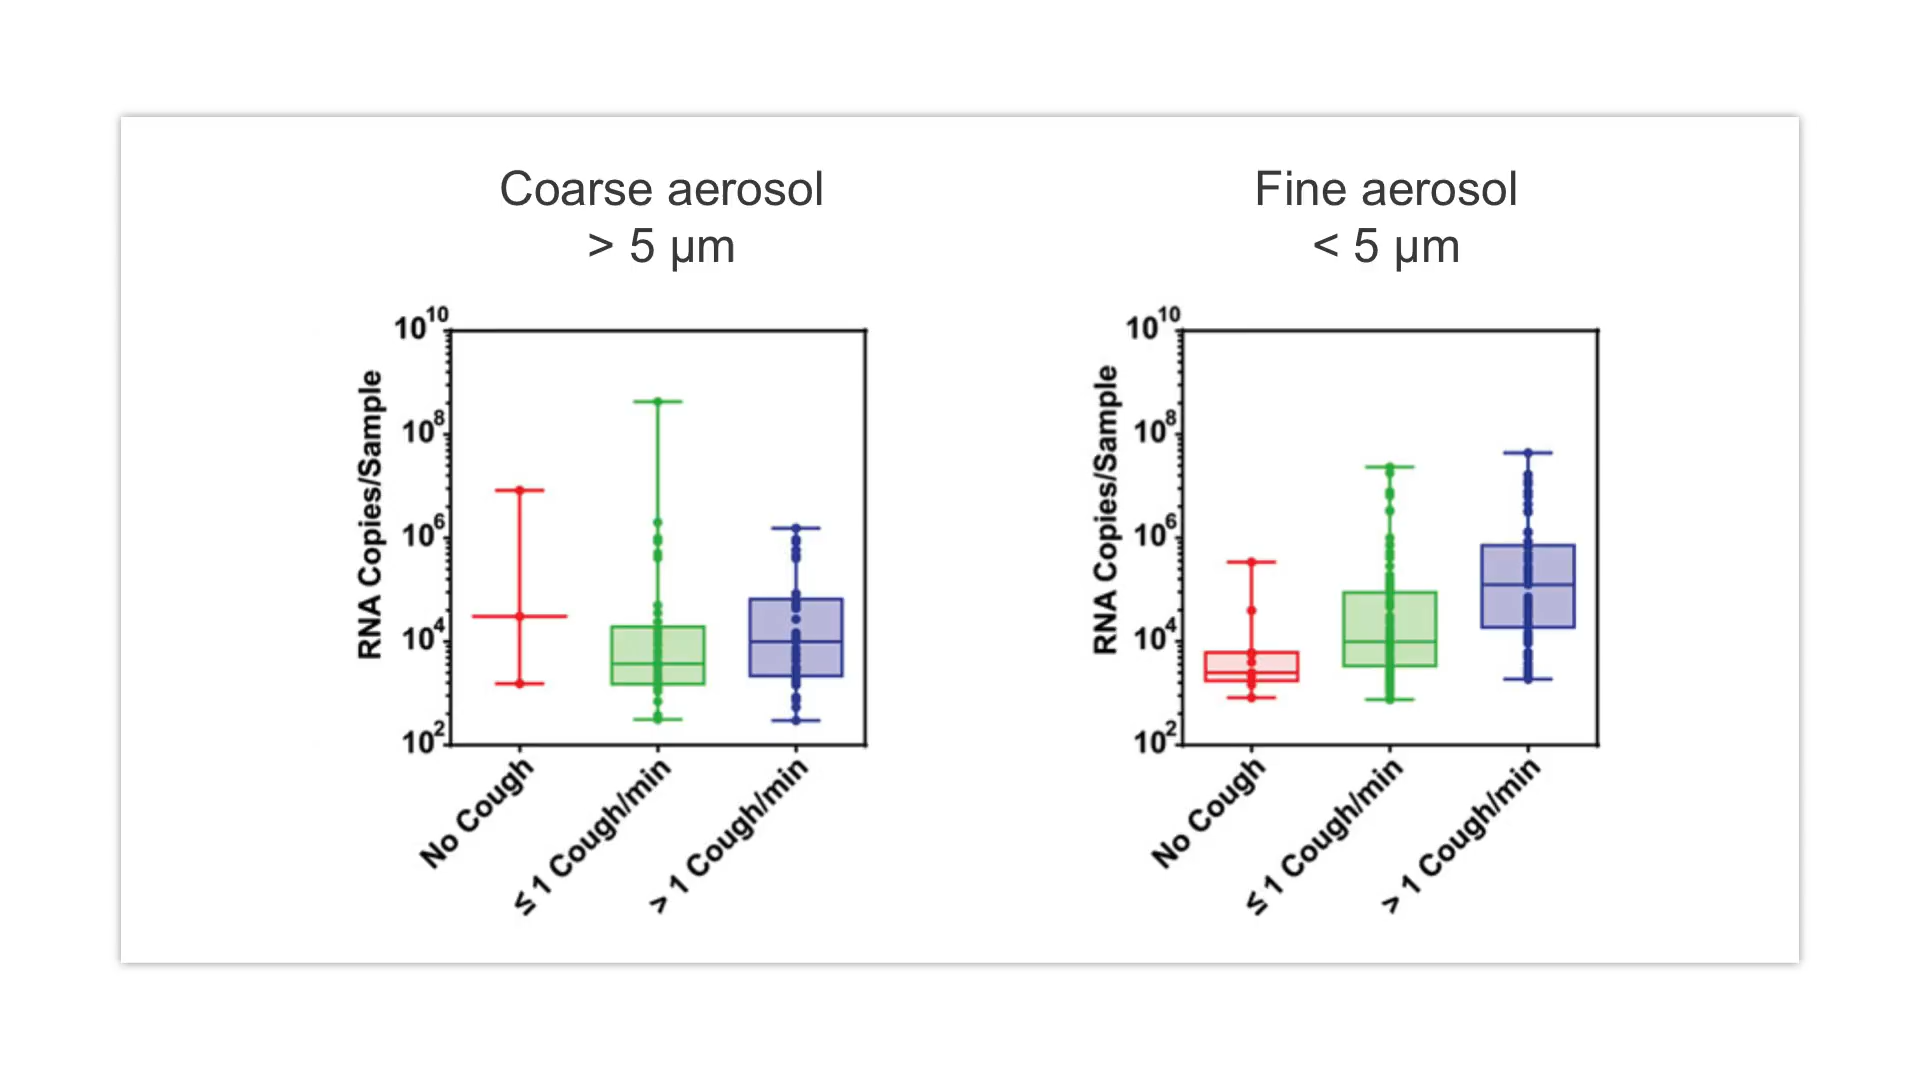 Coarse aerosol
> 5 µm
Fine aerosol
< 5 µm
RNA Copies/Sample
10^10
10^8
10^6
10^4
10^2
No Cough
≤ 1 Cough/min
> 1 Cough/min
RNA Copies/Sample
10^10
10^8
10^6
10^4
10^2
No Cough
≤ 1 Cough/min
> 1 Cough/min